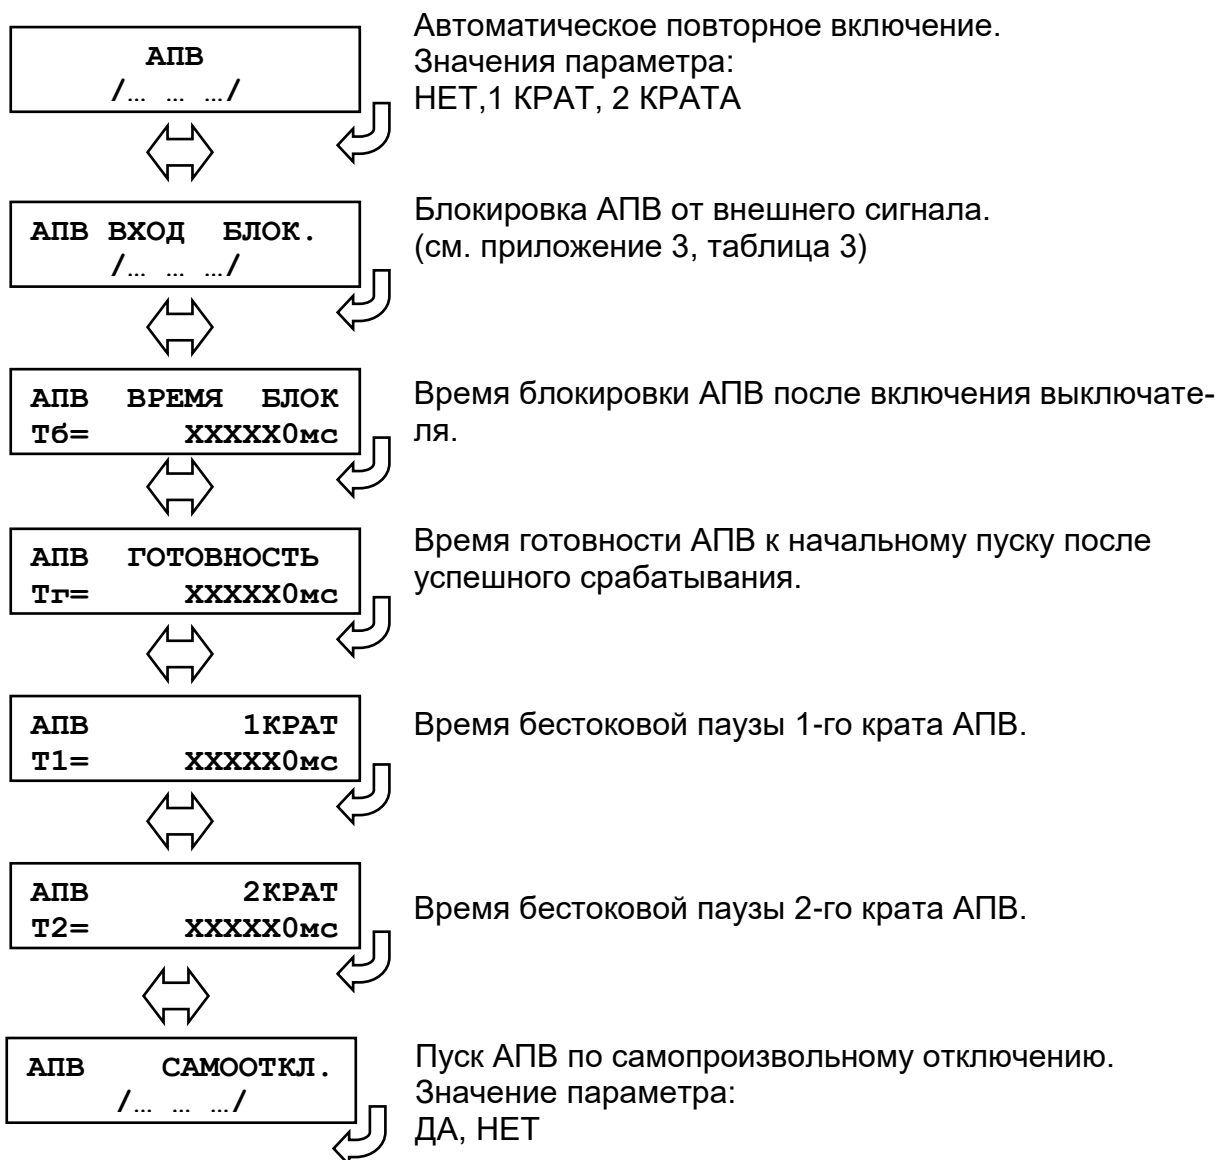 АПВ
/… … …/
Автоматическое повторное включение.
Значения параметра:
НЕТ,1 КРАТ, 2 КРАТА
АПВ ВХОД БЛОК.
/… … …/
Блокировка АПВ от внешнего сигнала.
(см. приложение 3, таблица 3)
АПВ ВРЕМЯ БЛОК
Тб= XXXXX0мс
Время блокировки АПВ после включения выключате-
ля.
АПВ ГОТОВНОСТЬ
Тг= XXXXX0мс
Время готовности АПВ к начальному пуску после
успешного срабатывания.
АПВ 1КРАТ
Т1= XXXXX0мс
Время бестоковой паузы 1-го крата АПВ.
АПВ 2КРАТ
Т2= XXXXX0мс
Время бестоковой паузы 2-го крата АПВ.
АПВ САМООТКЛ.
/… … …/
Пуск АПВ по самопроизвольному отключению.
Значение параметра:
ДА, НЕТ